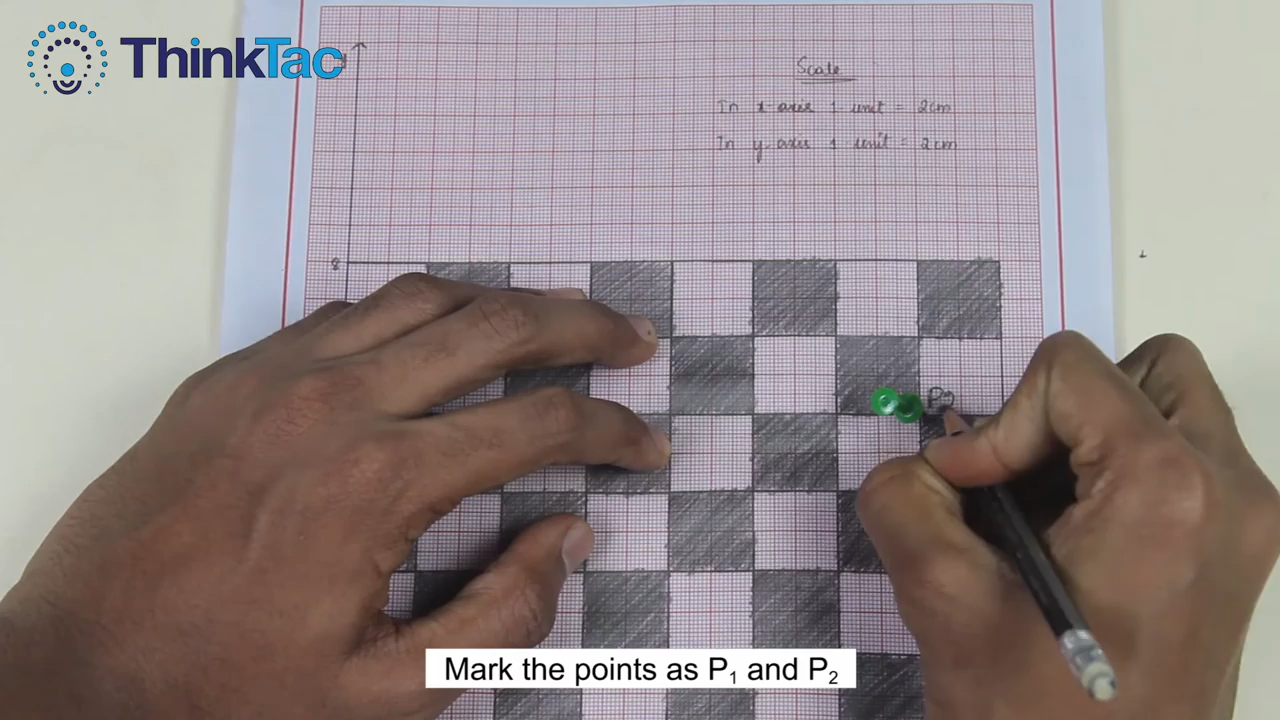 ThinkTac
y
Scale
In x-axis 1 unit = 2cm
In y-axis 1 unit = 2cm
8
P2
Mark the points as P₁ and P₂